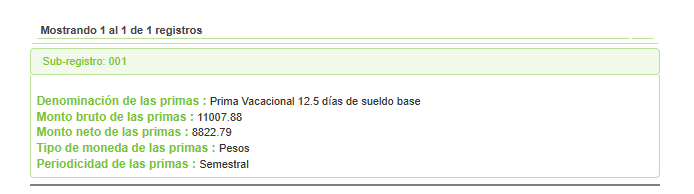 Mostrando 1 al 1 de 1 registros
Sub-registro: 001
Denominación de las primas : Prima Vacacional 12.5 días de sueldo base
Monto bruto de las primas : 11007.88
Monto neto de las primas : 8822.79
Tipo de moneda de las primas : Pesos
Periodicidad de las primas : Semestral